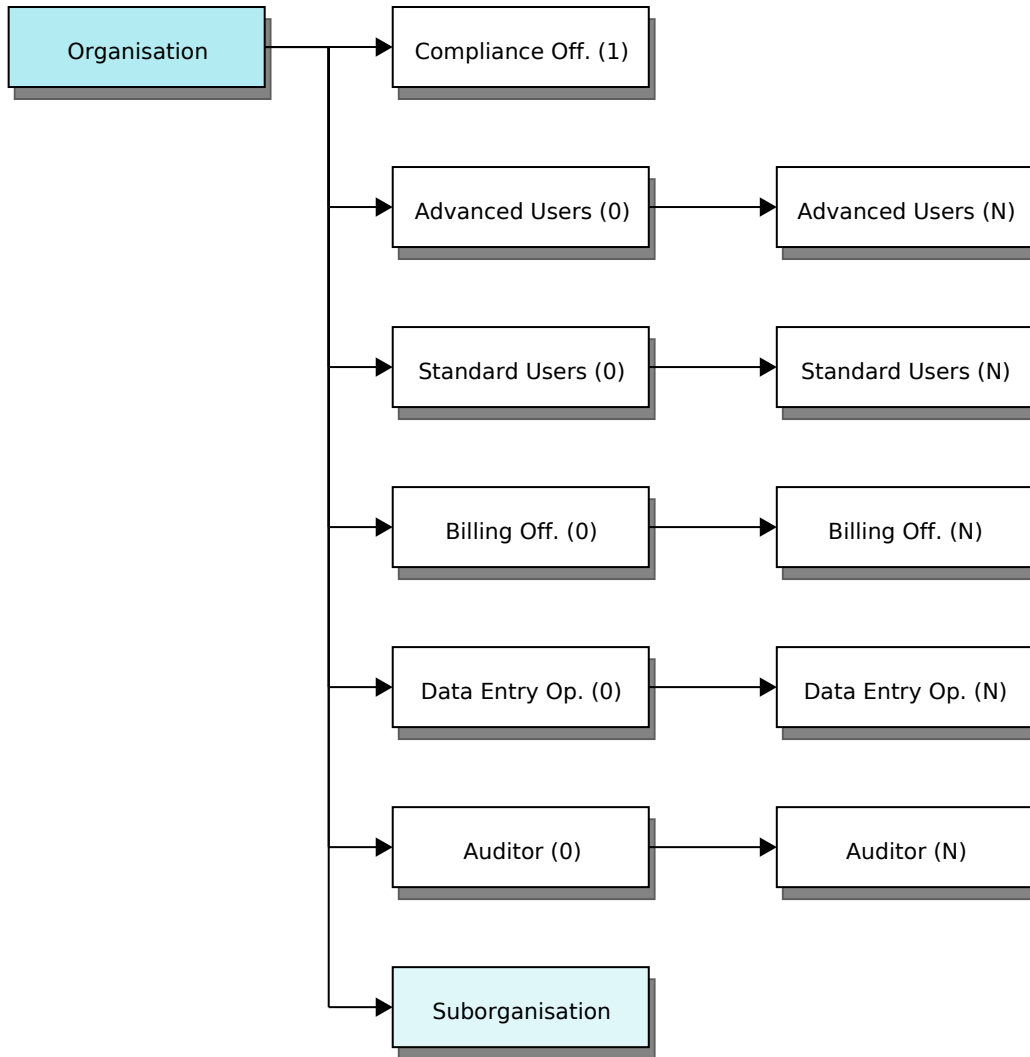 Organisation
Compliance Off. (1)
Advanced Users (0)
Advanced Users (N)
Standard Users (0)
Standard Users (N)
Billing Off. (0)
Billing Off. (N)
Data Entry Op. (0)
Data Entry Op. (N)
Auditor (0)
Auditor (N)
Suborganisation